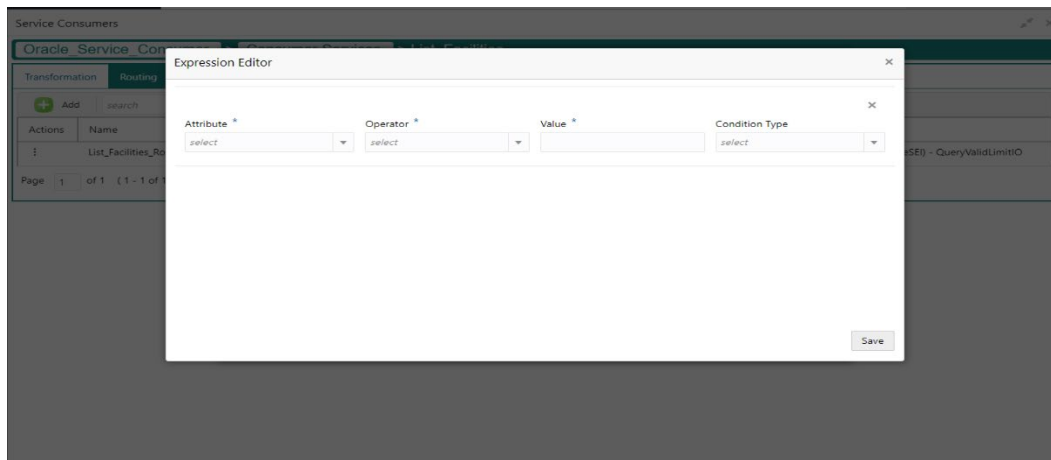 Service Consumers
Oracle_Service_Con
Transformation Routing
Add search
Actions Name
List_Facilities_Ro
Page 1 of 1 (1 - 1 of 1
Expression Editor
Attribute * Operator * Value * Condition Type
select select select
Save
eSEI) - QueryValidLimitIO